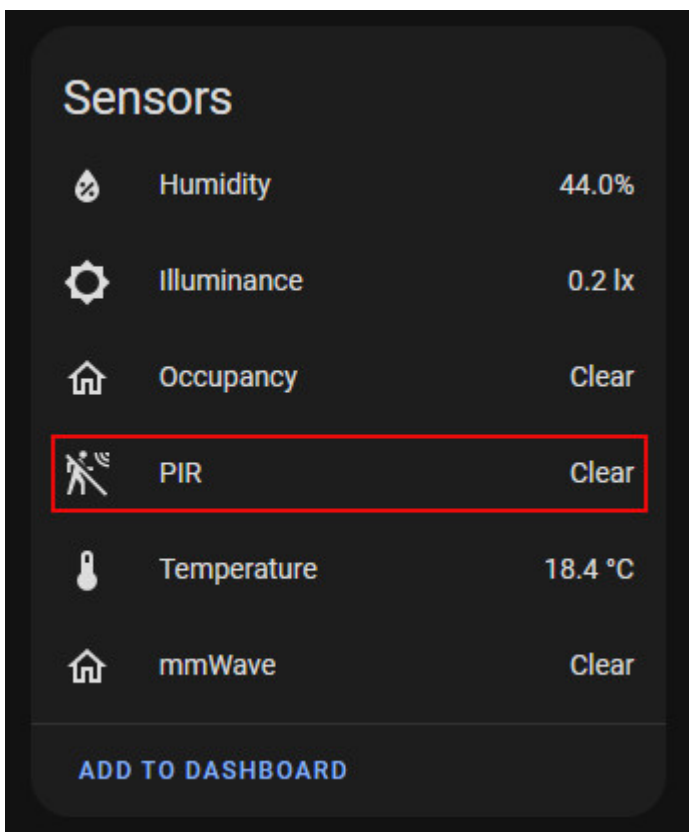 Sensors
Humidity 44.0%
Illuminance 0.2 lx
Occupancy Clear
PIR Clear
Temperature 18.4 °C
mmWave Clear
ADD TO DASHBOARD